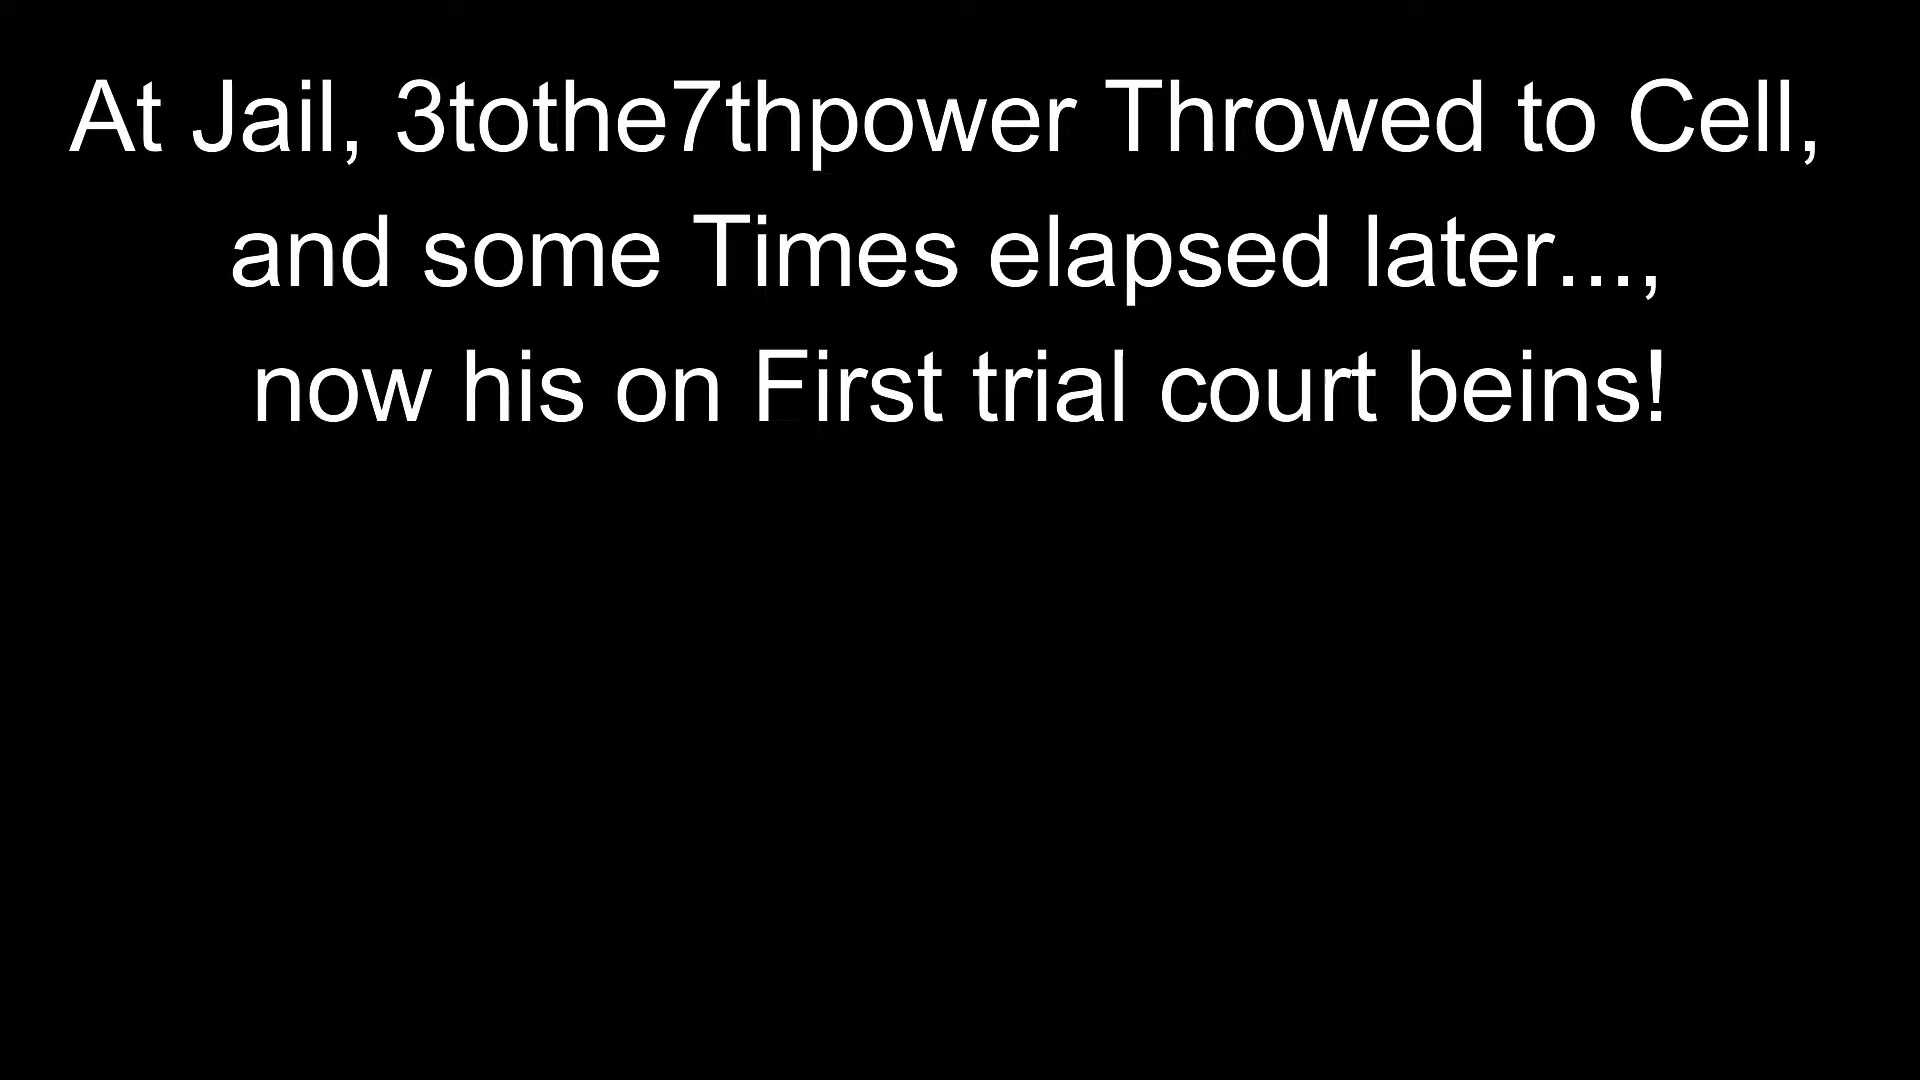 At Jail, 3tothe7thpower Throwed to Cell,
and some Times elapsed later...,
now his on First trial court beins!